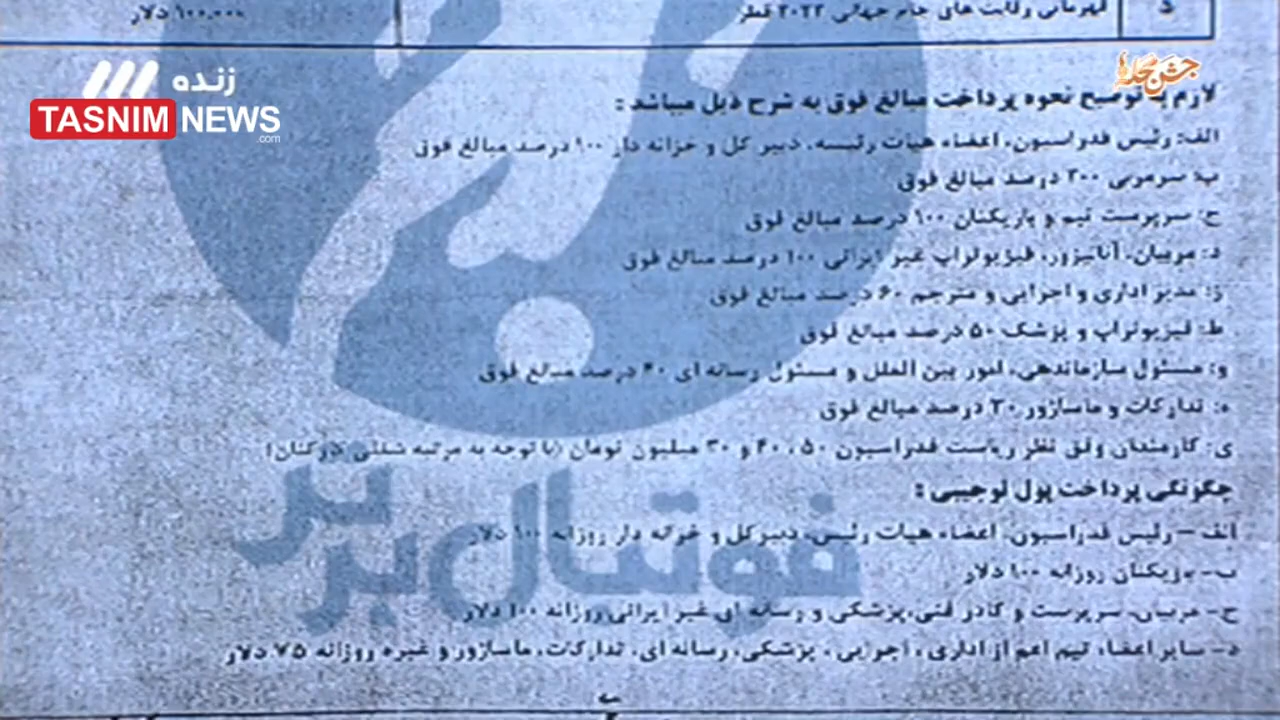 ۵ قهرمانی رقابت های جام جهانی ۲۰۲۲ قطر ۱۰۰.۰۰۰ دلار
زنده
TASNIM NEWS
.com
جشن محله
لازم به توضیح نحوه پرداخت مبالغ فوق به شرح ذیل میباشد :
الف: رئیس فدراسیون، اعضاء هیات رئیسه، دبیر کل و خزانه دار ۱۰۰ درصد مبالغ فوق
ب: سرمربی ۲۰۰ درصد مبالغ فوق
ج: سرپرست تیم و بازیکنان ۱۰۰ درصد مبالغ فوق
د: مربیان، آنالیزور، فیزیوتراپ غیر ایرانی ۱۰۰ درصد مبالغ فوق
ز: مدیر اداری و اجرایی و مترجم ۶۰ درصد مبالغ فوق
ط: فیزیوتراپ و پزشک ۵۰ درصد مبالغ فوق
و: مسئول سازماندهی، امور بین الملل و مسئول رسانه ای ۴۰ درصد مبالغ فوق
ه: تدارکات و ماساژور ۳۰ درصد مبالغ فوق
ی: کارمندان وفق نظر ریاست فدراسیون ۵۰ ، ۴۰ و ۳۰ میلیون تومان (با توجه به مرتبه شغلی کارکنان)
چگونگی پرداخت پول توجیبی :
الف – رئیس فدراسیون، اعضاء هیات رئیس، دبیرکل و خزانه دار روزانه ۱۰۰ دلار
ب- بازیکنان روزانه ۱۰۰ دلار
ج- مربیان، سرپرست و کادر فنی، پزشکی و رسانه ای غیر ایرانی روزانه ۱۰۰ دلار
د- سایر اعضاء تیم اعم از اداری ، اجرایی ، پزشکی، رسانه ای، تدارکات، ماساژور و غیره روزانه ۷۵ دلار
فوتبال برتر